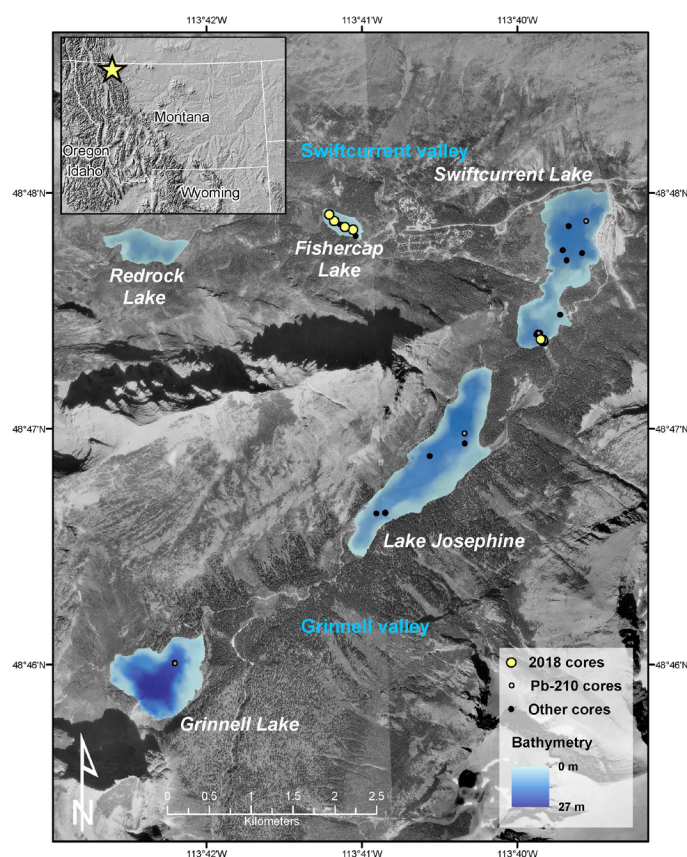 113°42'W
113°41'W
113°40'W
Montana
Oregon
Idaho
Wyoming
Swiftcurrent valley
Swiftcurrent Lake
48°48'N
48°48'N
Fishercap
Lake
Redrock
Lake
48°47'N
48°47'N
Lake Josephine
Grinnell valley
48°46'N
48°46'N
Grinnell Lake
2018 cores
Pb-210 cores
Other cores
Bathymetry
0 m
27 m
N
0 0.5 1 1.5 2 2.5
Kilometers
113°42'W
113°41'W
113°40'W